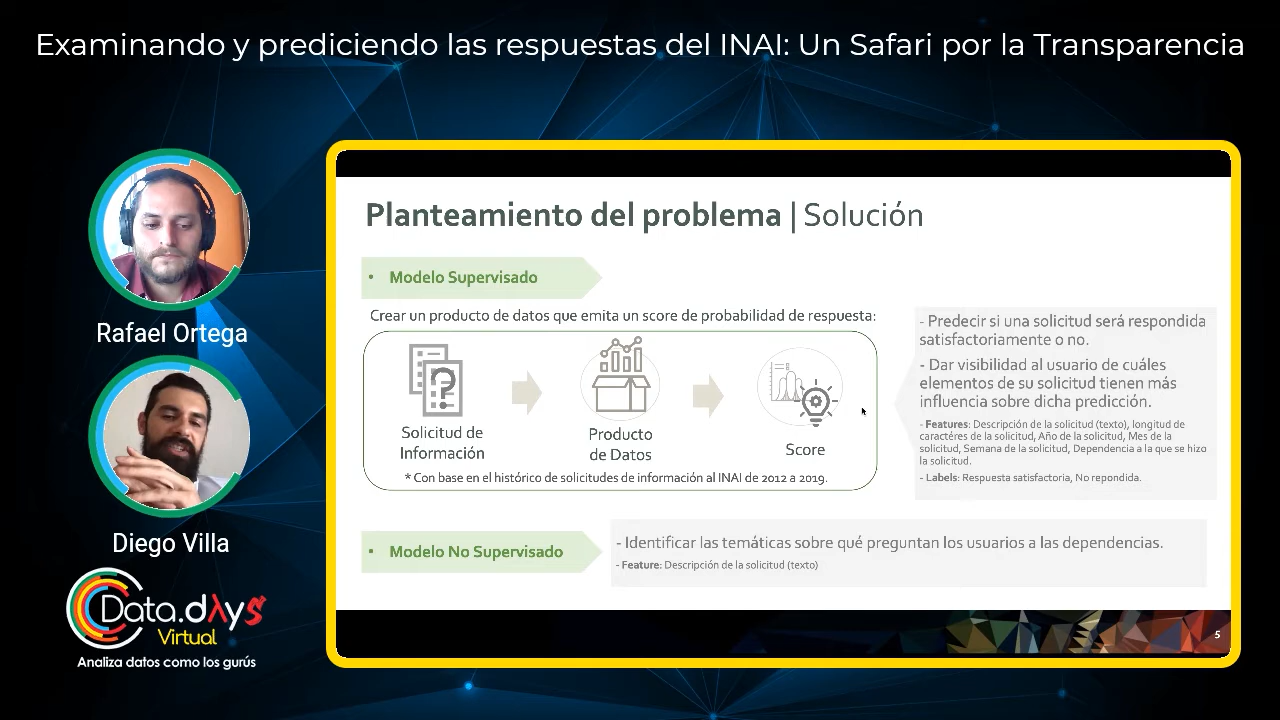 Examinando y prediciendo las respuestas del INAI: Un Safari por la Transparencia
Rafael Ortega
Diego Villa
Data.dAys
Virtual
Analiza datos como los gurús
Planteamiento del problema | Solución
• Modelo Supervisado
Crear un producto de datos que emita un score de probabilidad de respuesta:
Solicitud de
Información
Producto
de Datos
Score
* Con base en el histórico de solicitudes de información al INAI de 2012 a 2019.
- Predecir si una solicitud será respondida
satisfactoriamente o no.
- Dar visibilidad al usuario de cuáles
elementos de su solicitud tienen más
influencia sobre dicha predicción.
- Features: Descripción de la solicitud (texto), longitud de
caractéres de la solicitud, Año de la solicitud, Mes de la
solicitud, Semana de la solicitud, Dependencia a la que se hizo
la solicitud.
- Labels: Respuesta satisfactoria, No repondida.
• Modelo No Supervisado
- Identificar las temáticas sobre qué preguntan los usuarios a las dependencias.
- Feature: Descripción de la solicitud (texto)
5